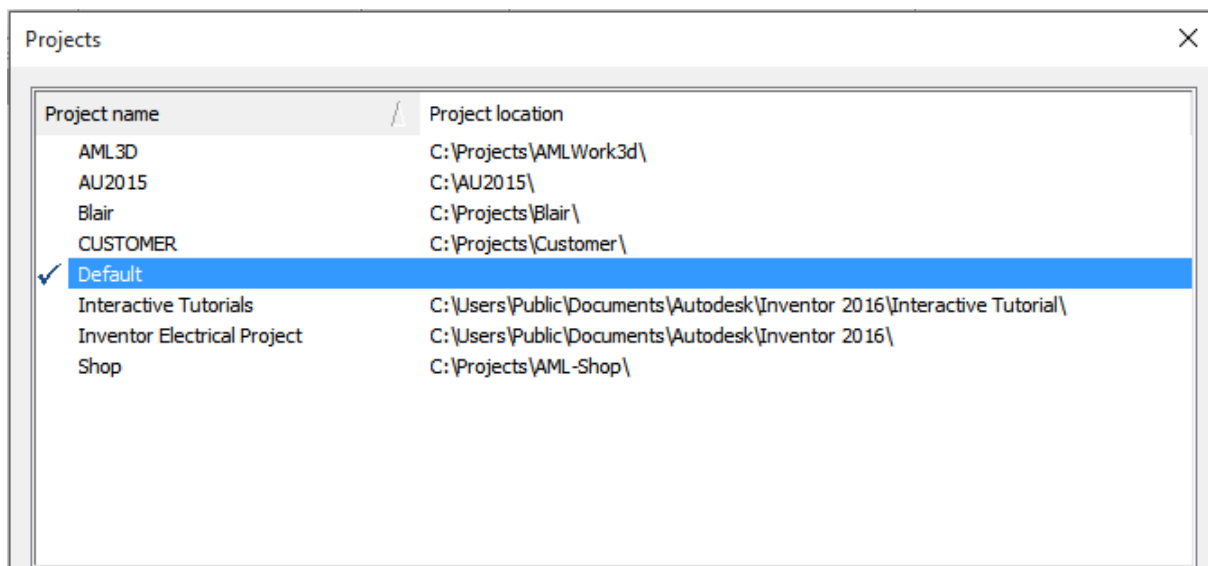 Projects
Project name Project location
AML3D C:\Projects\AMLWork3d\
AU2015 C:\AU2015\
Blair C:\Projects\Blair\
CUSTOMER C:\Projects\Customer\
Default
Interactive Tutorials C:\Users\Public\Documents\Autodesk\Inventor 2016\Interactive Tutorial\
Inventor Electrical Project C:\Users\Public\Documents\Autodesk\Inventor 2016\
Shop C:\Projects\AML-Shop\